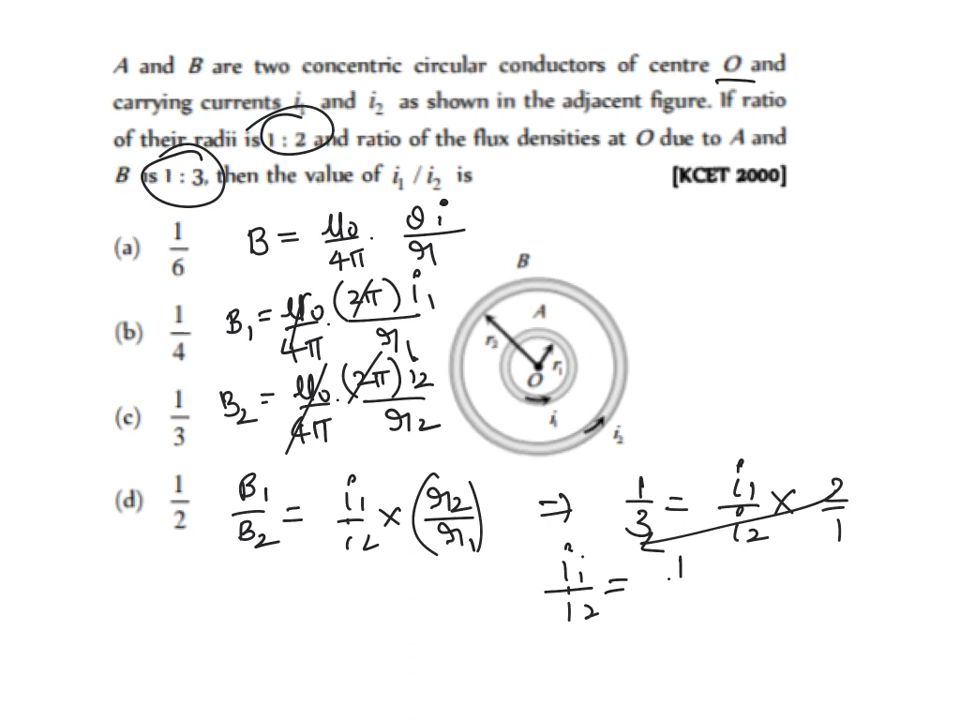 A and B are two concentric circular conductors of centre O and
carrying currents i₁ and i₂ as shown in the adjacent figure. If ratio
of their radii is 1 : 2 and ratio of the flux densities at O due to A and
B is 1 : 3, then the value of i₁ / i₂ is [KCET 2000]
(a) 1/6
B = μ₀/4π · θi/r
(b) 1/4
B₁ = μ₀/4π · (2π) i₁/r₁
(c) 1/3
B₂ = μ₀/4π · (2π) i₂/r₂
(d) 1/2
B₁/B₂ = i₁/i₂ × (r₂/r₁) ⇒ 1/3 = i₁/i₂ × 2/1
i₁/i₂ = 1
B
A
r₂
r₁
O
i₁
i₂